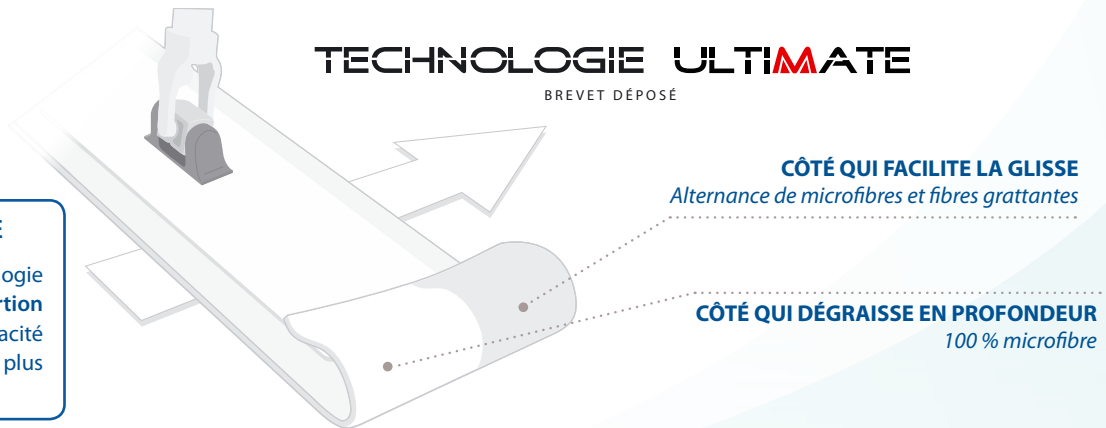 TECHNOLOGIE ULTIMATE
BREVET DÉPOSÉ
CÔTÉ QUI FACILITE LA GLISSE
Alternance de microfibres et fibres grattantes
CÔTÉ QUI DÉGRAISSE EN PROFONDEUR
100 % microfibre
plus